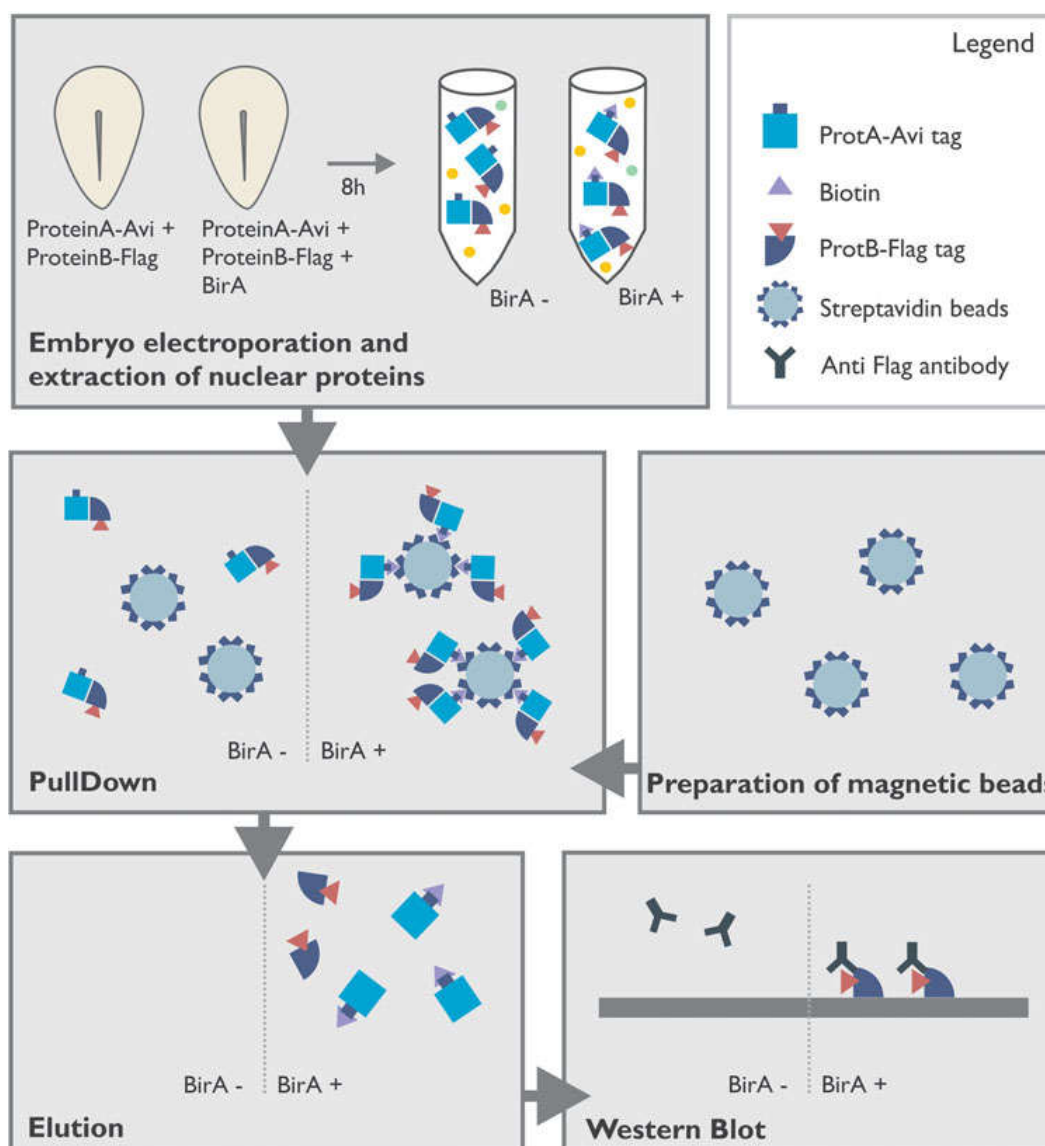 ProteinA-Avi +
ProteinB-Flag
ProteinA-Avi +
ProteinB-Flag +
BirA
8h
BirA -
BirA +
Embryo electroporation and
extraction of nuclear proteins
Legend
ProtA-Avi tag
Biotin
ProtB-Flag tag
Streptavidin beads
Anti Flag antibody
BirA -
BirA +
PullDown
Preparation of magnetic beads
BirA -
BirA +
Elution
BirA -
BirA +
Western Blot